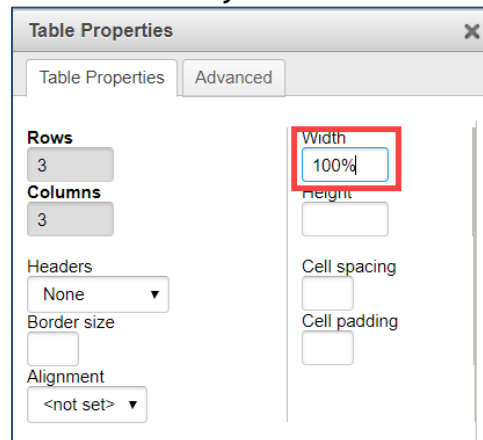 Table Properties
Table Properties
Advanced
Rows
3
Columns
3
Headers
None
Border size
Alignment
<not set>
Width
100%
Height
Cell spacing
Cell padding